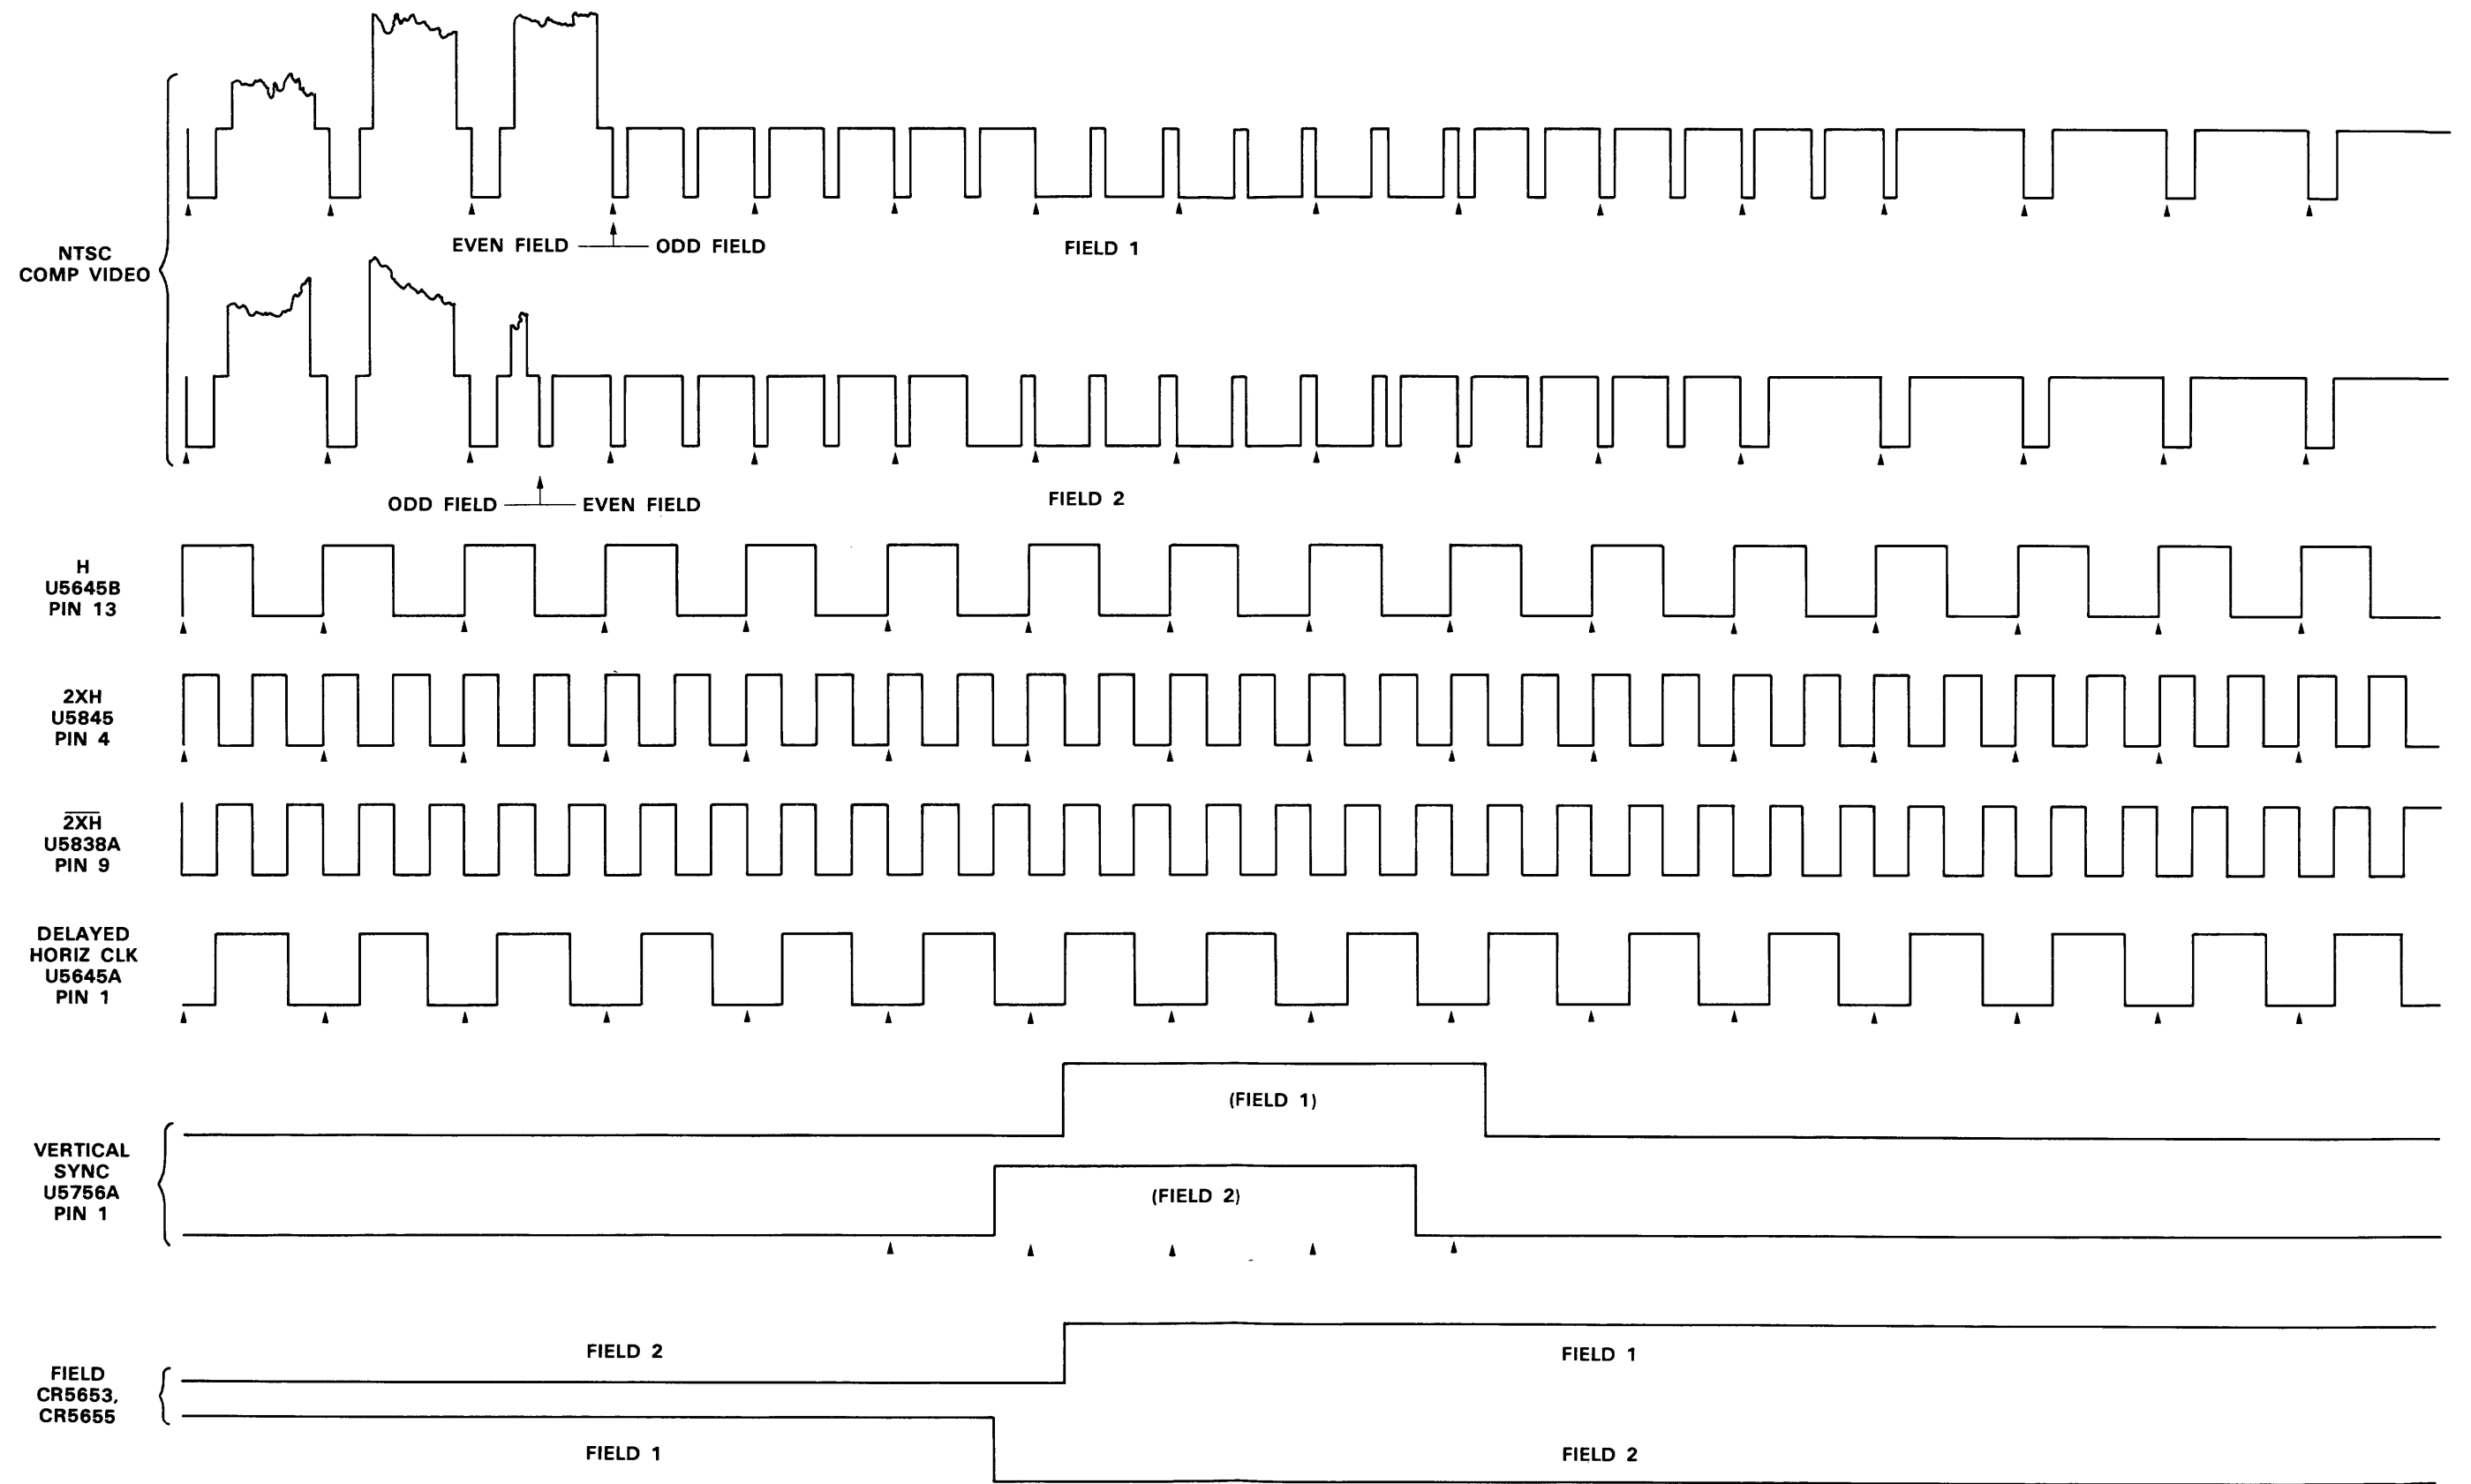 NTSC
COMP VIDEO
EVEN FIELD
ODD FIELD
FIELD 1
ODD FIELD
EVEN FIELD
FIELD 2
H
U5645B
PIN 13
2XH
U5845
PIN 4
2XH
U5838A
PIN 9
DELAYED
HORIZ CLK
U5645A
PIN 1
(FIELD 1)
VERTICAL
SYNC
U5756A
PIN 1
(FIELD 2)
FIELD 2
FIELD 1
FIELD
CR5653,
CR5655
FIELD 1
FIELD 2